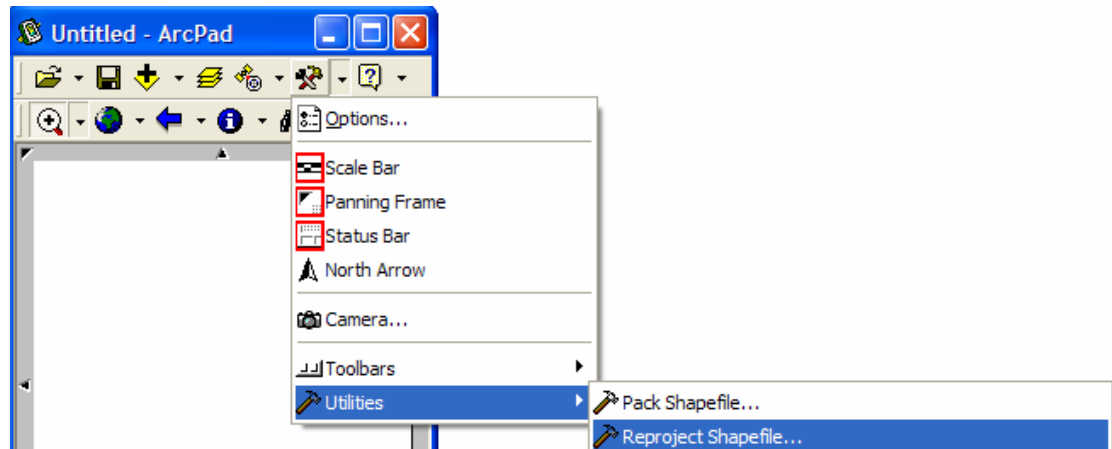 Untitled - ArcPad
Options...
Scale Bar
Panning Frame
Status Bar
North Arrow
Camera...
Toolbars
Utilities
Pack Shapefile...
Reproject Shapefile...